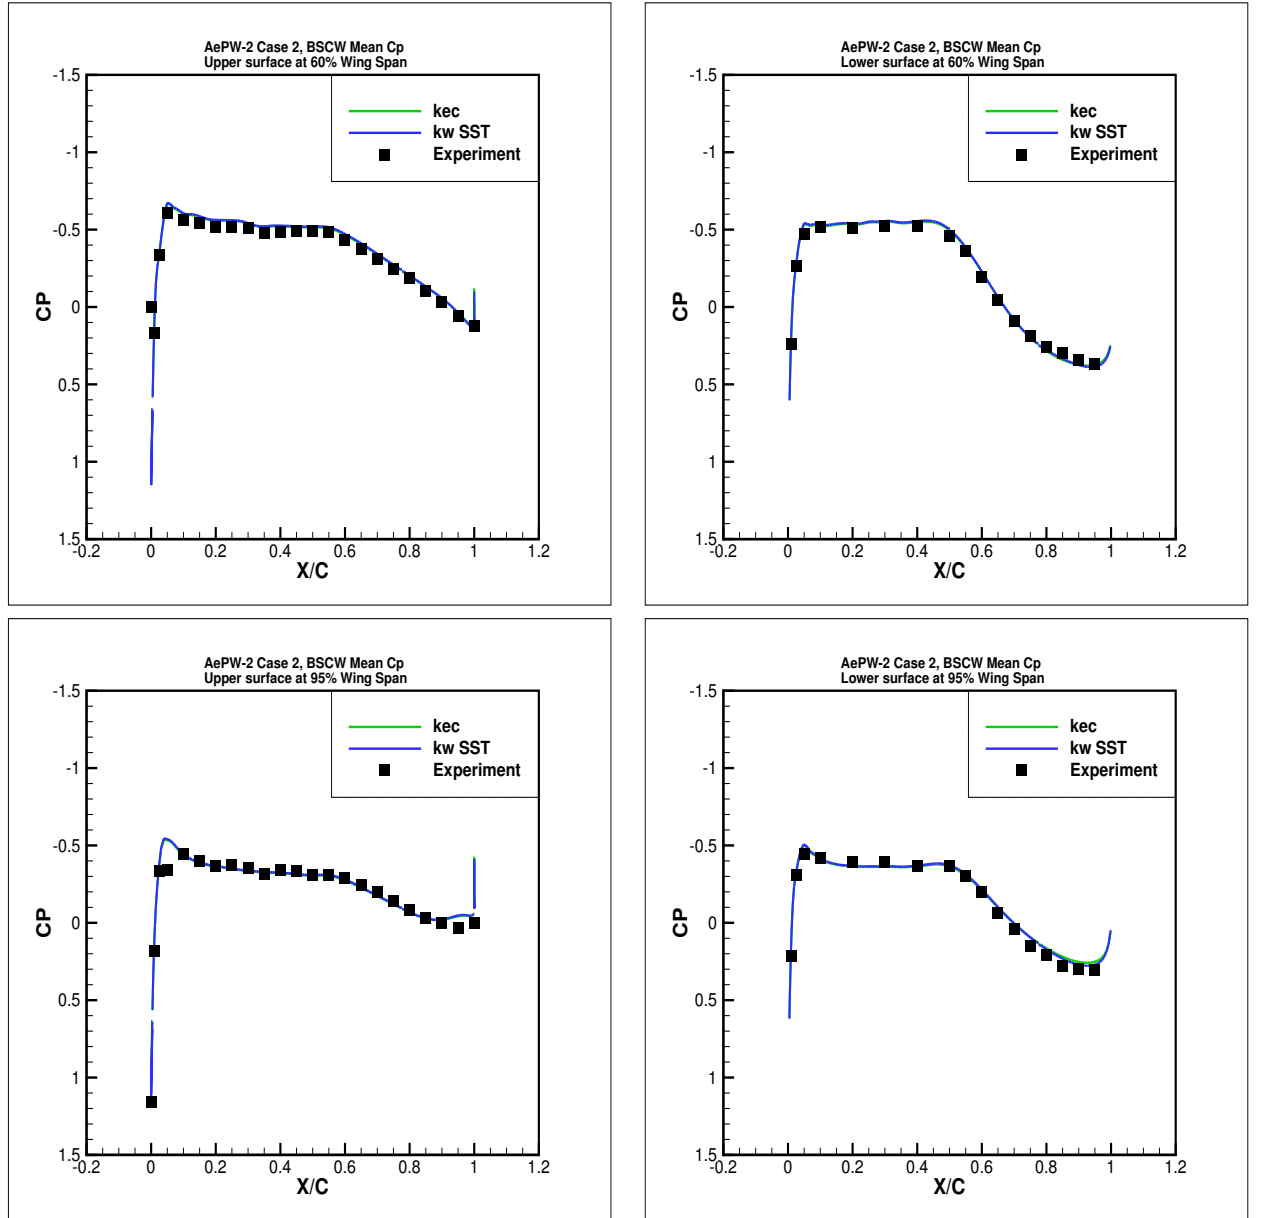 AePW-2 Case 2, BSCW Mean Cp
Upper surface at 60% Wing Span
-1.5
-1
-0.5
0
0.5
1
1.5
CP
kec
kw SST
Experiment
-0.2 0 0.2 0.4 0.6 0.8 1 1.2
X/C
AePW-2 Case 2, BSCW Mean Cp
Lower surface at 60% Wing Span
-1.5
-1
-0.5
0
0.5
1
1.5
CP
kec
kw SST
Experiment
-0.2 0 0.2 0.4 0.6 0.8 1 1.2
X/C
AePW-2 Case 2, BSCW Mean Cp
Upper surface at 95% Wing Span
-1.5
-1
-0.5
0
0.5
1
1.5
CP
kec
kw SST
Experiment
-0.2 0 0.2 0.4 0.6 0.8 1 1.2
X/C
AePW-2 Case 2, BSCW Mean Cp
Lower surface at 95% Wing Span
-1.5
-1
-0.5
0
0.5
1
1.5
CP
kec
kw SST
Experiment
-0.2 0 0.2 0.4 0.6 0.8 1 1.2
X/C